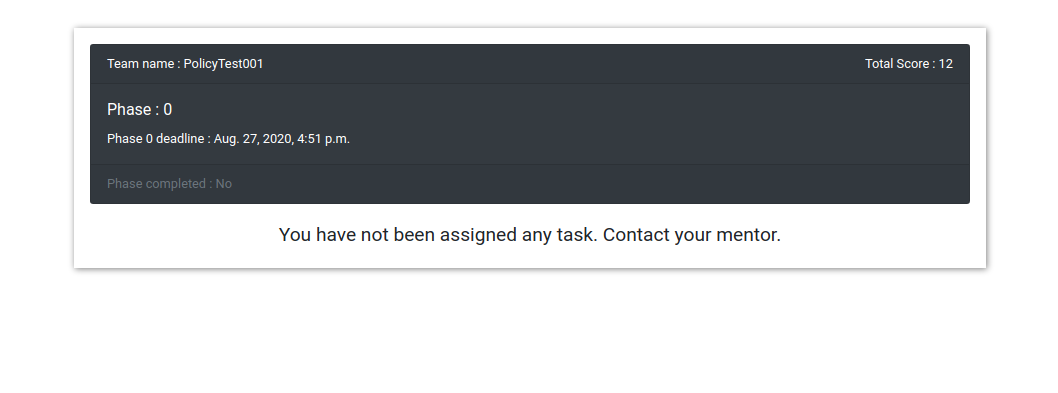 Team name : PolicyTest001
Total Score : 12
Phase : 0
Phase 0 deadline : Aug. 27, 2020, 4:51 p.m.
Phase completed : No
You have not been assigned any task. Contact your mentor.